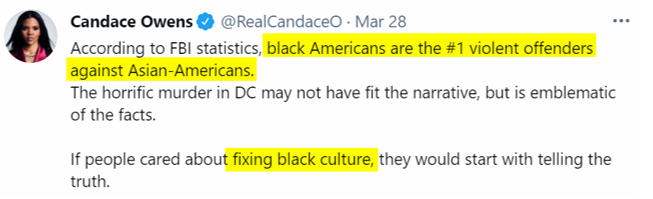 Candace Owens @RealCandaceO · Mar 28
According to FBI statistics, black Americans are the #1 violent offenders
against Asian-Americans.
The horrific murder in DC may not have fit the narrative, but is emblematic
of the facts.
If people cared about fixing black culture, they would start with telling the
truth.